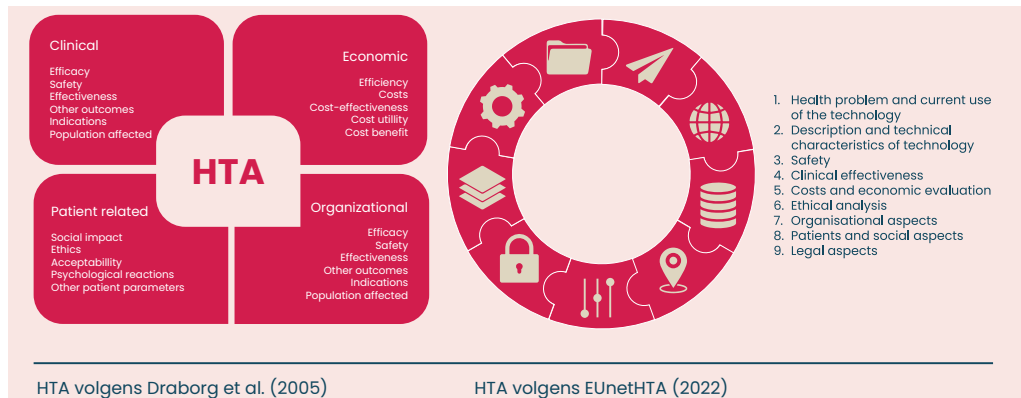 Clinical
Efficacy
Safety
Effectiveness
Other outcomes
Indications
Population affected
Economic
Efficiency
Costs
Cost-effectiveness
Cost utillity
Cost benefit
HTA
Patient related
Social impact
Ethics
Acceptabillity
Psychological reactions
Other patient parameters
Organizational
Efficacy
Safety
Effectiveness
Other outcomes
Indications
Population affected
1. Health problem and current use
of the technology
2. Description and technical
characteristics of technology
3. Safety
4. Clinical effectiveness
5. Costs and economic evaluation
6. Ethical analysis
7. Organisational aspects
8. Patients and social aspects
9. Legal aspects
HTA volgens Draborg et al. (2005)
HTA volgens EUnetHTA (2022)